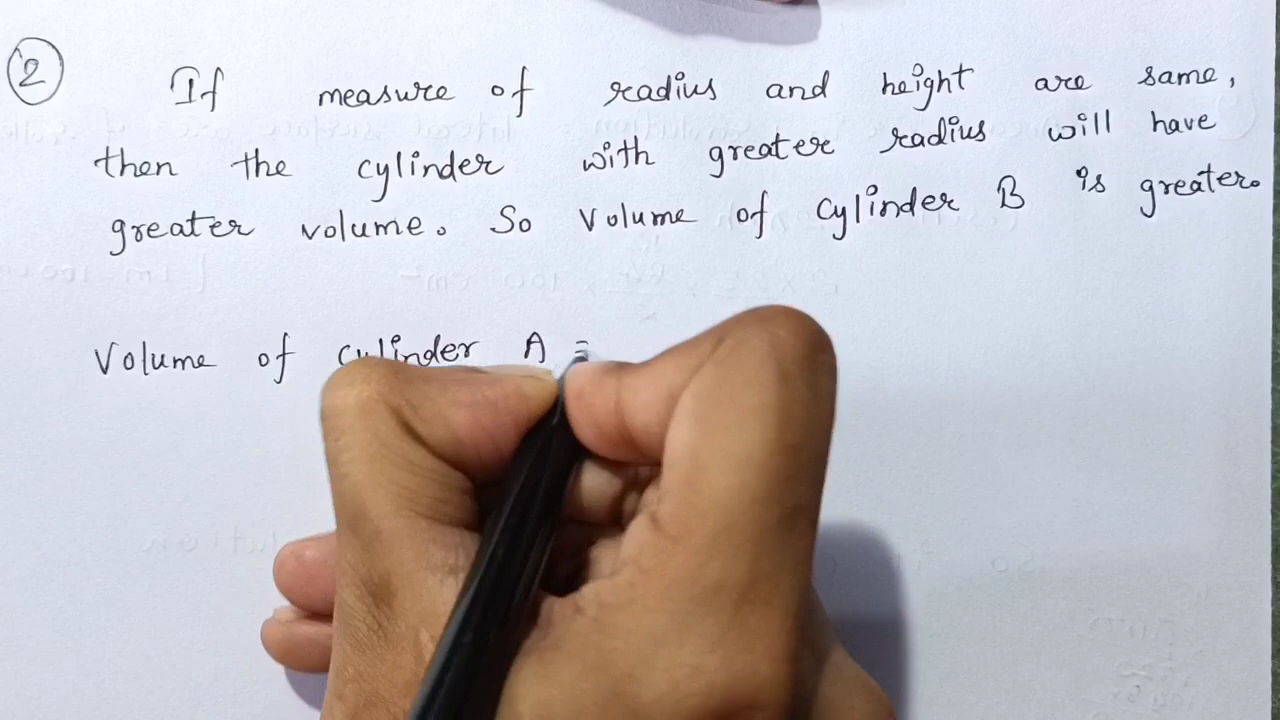 2 If measure of radius and height are same,
then the cylinder with greater radius will have
greater volume. So volume of cylinder B is greater.
Volume of cylinder A =